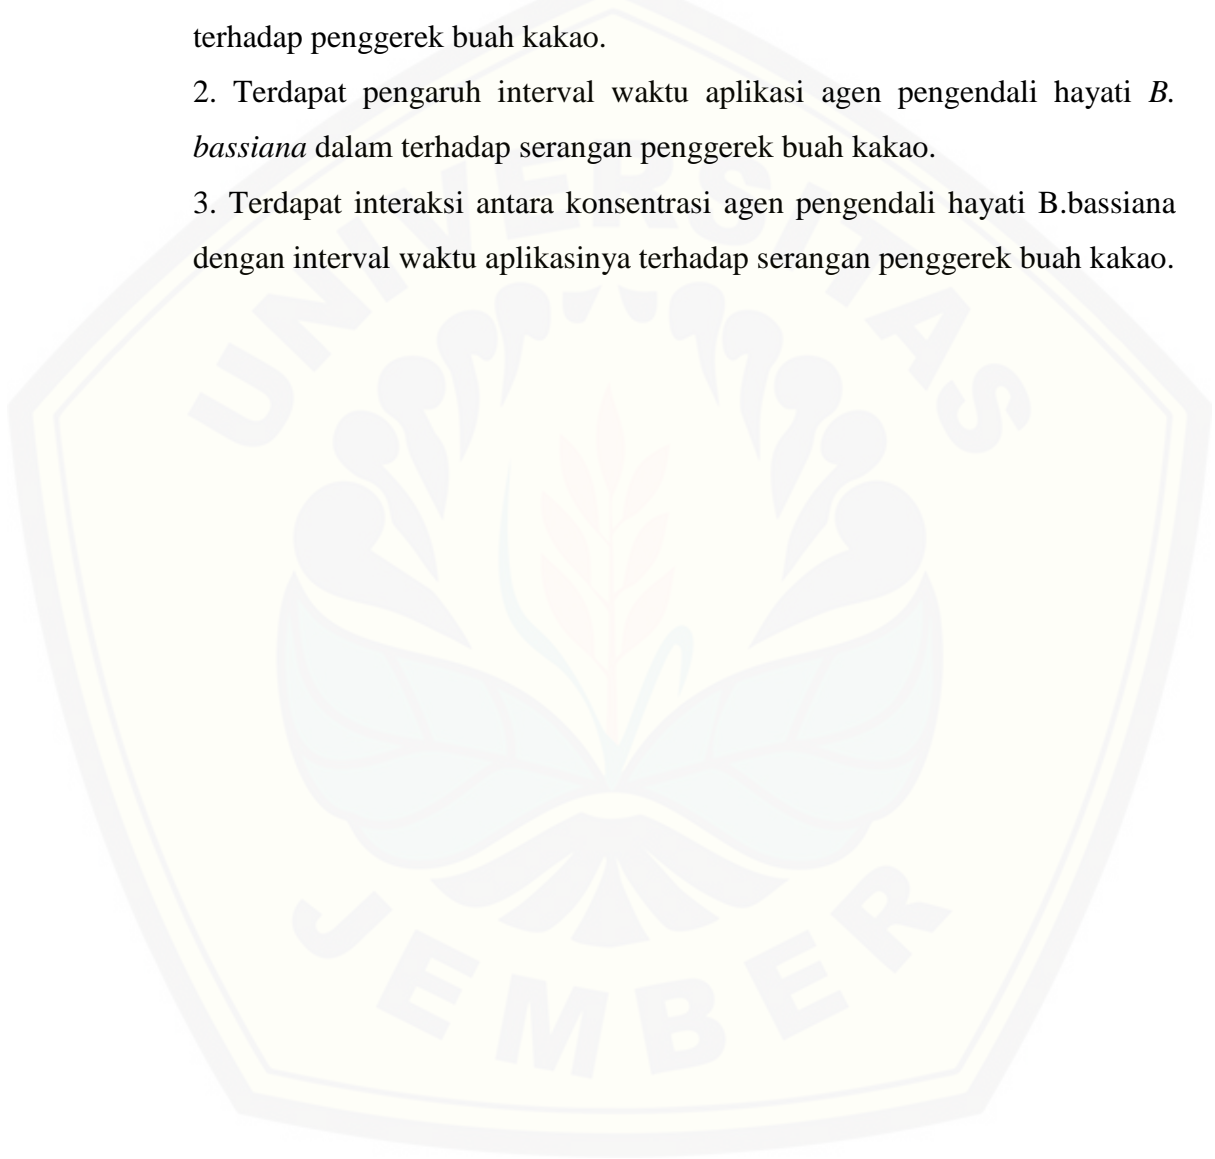 terhadap penggerek buah kakao.
2. Terdapat pengaruh interval waktu aplikasi agen pengendali hayati B.
bassiana dalam terhadap serangan penggerek buah kakao.
3. Terdapat interaksi antara konsentrasi agen pengendali hayati B.bassiana
dengan interval waktu aplikasinya terhadap serangan penggerek buah kakao.
UNIVERSITAS
JEMBER